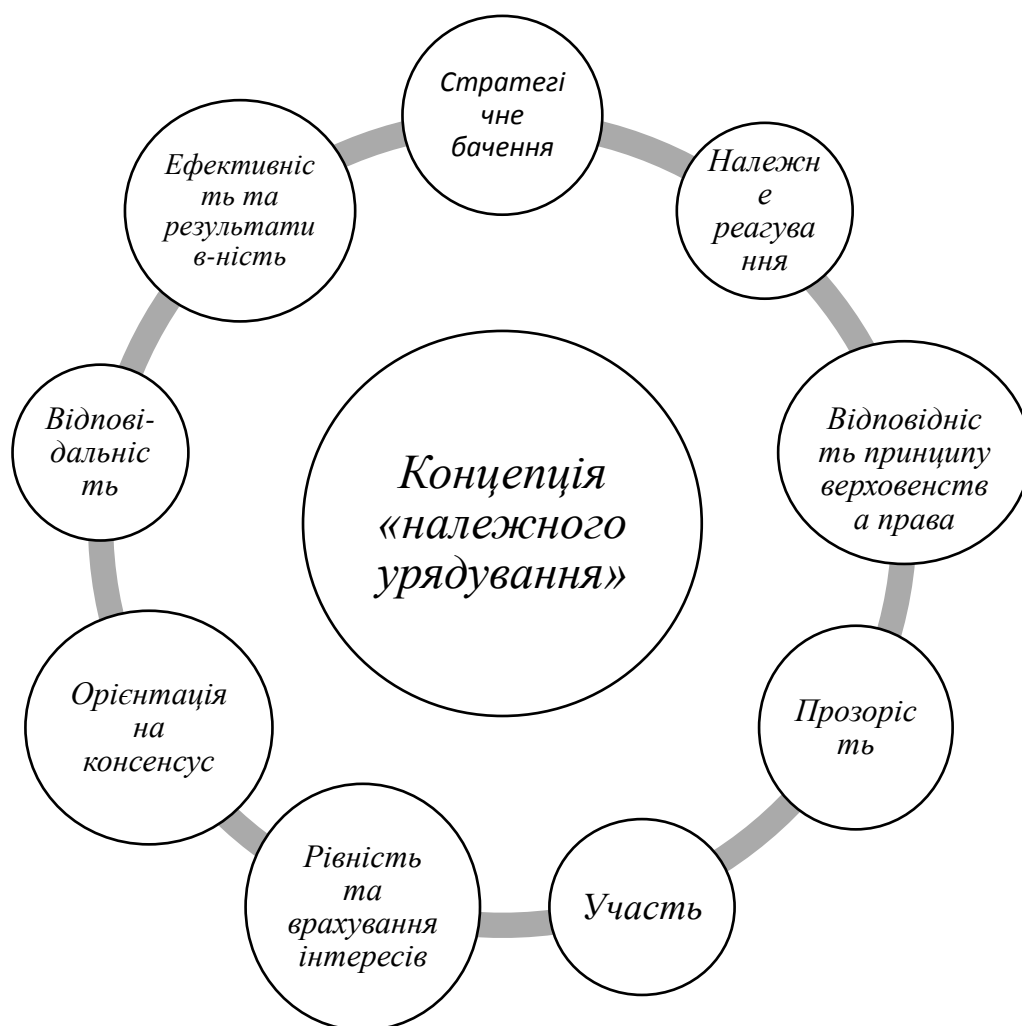 Стратегі
чне
бачення
Належн
е
реагува
ння
Відповідніс
ть принципу
верховенств
а права
Прозоріс
ть
Участь
Рівність
та
врахування
інтересів
Орієнтація
на
консенсус
Відпові-
дальніс
ть
Ефективніс
ть та
результати
в-ність
Концепція
«належного
урядування»